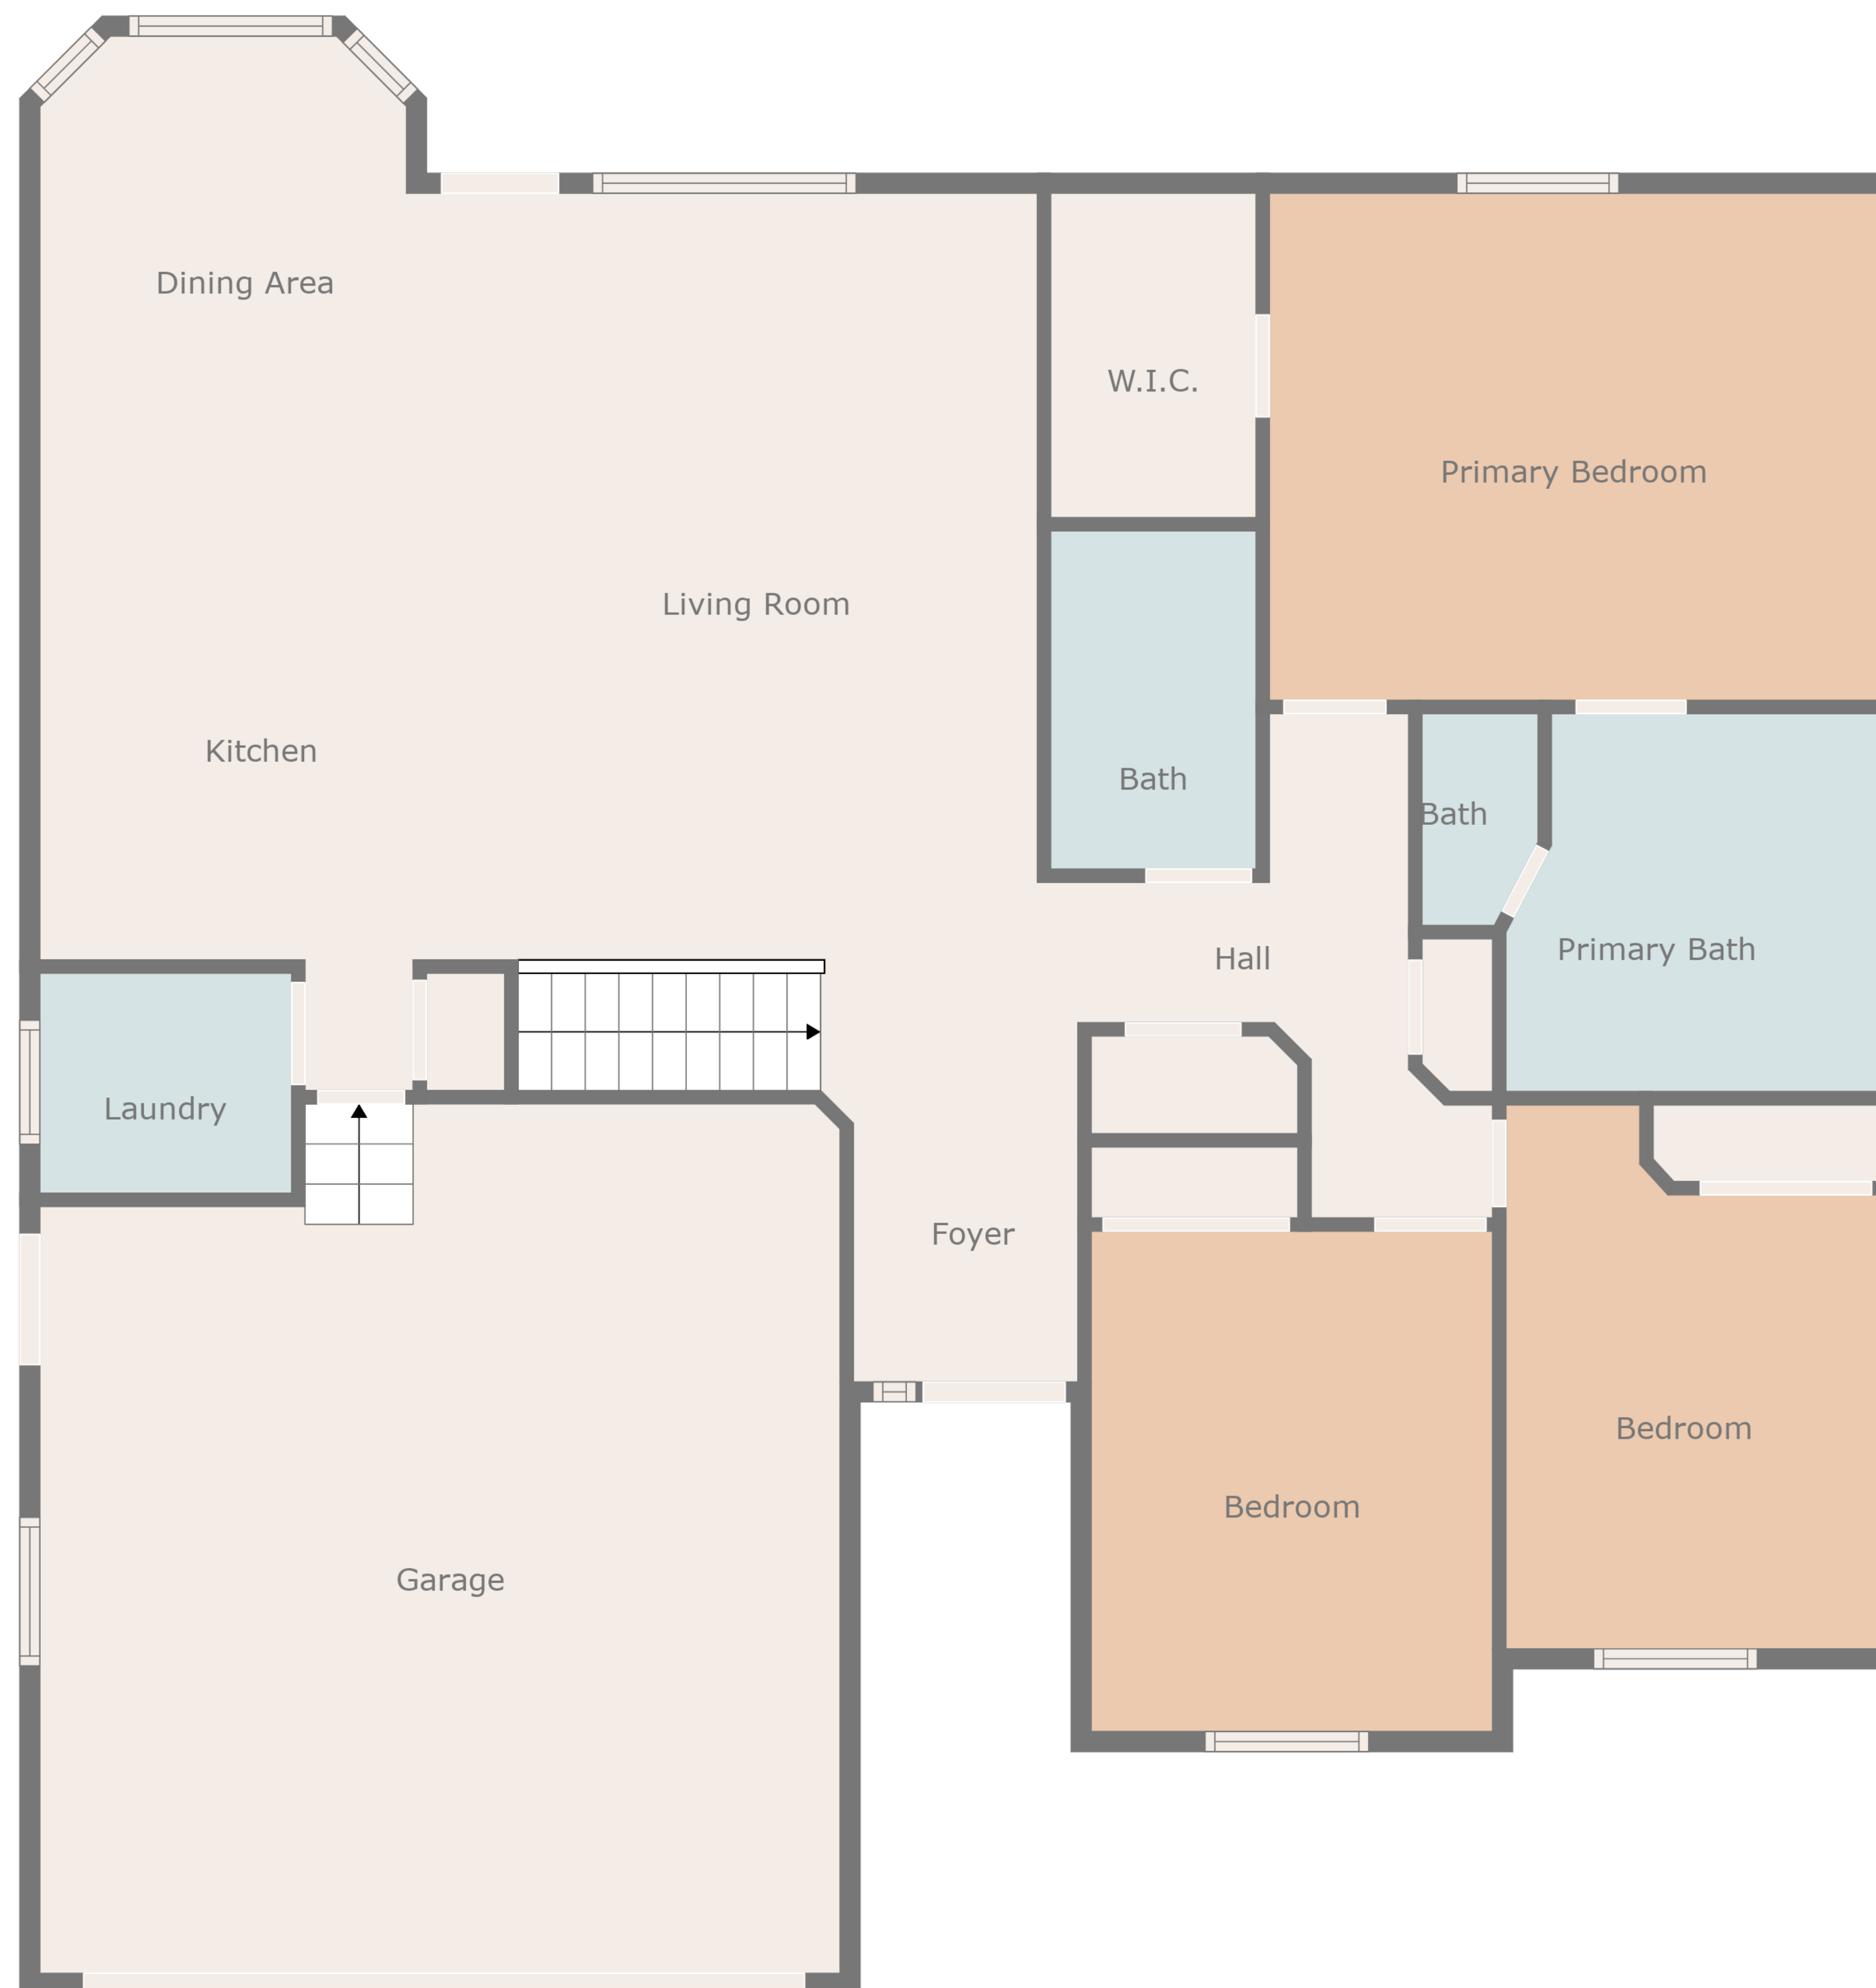 Dining Area
W.I.C.
Primary Bedroom
Living Room
Kitchen
Bath
Bath
Primary Bath
Hall
Laundry
Foyer
Bedroom
Bedroom
Garage